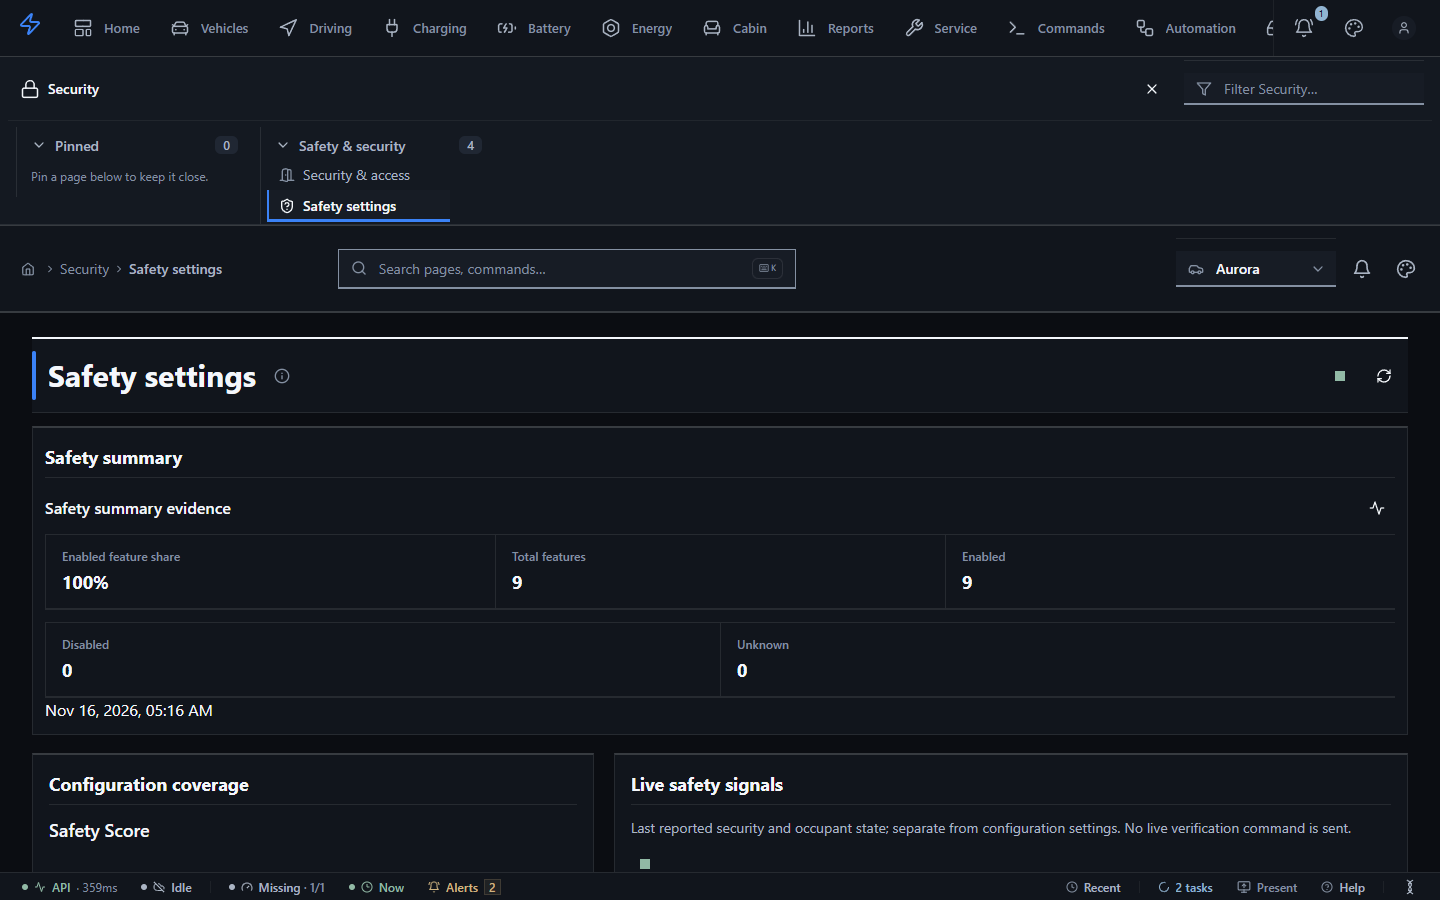 Home Vehicles Driving Charging Battery Energy Cabin Reports Service Commands Automation 1
Security
Filter Security...
Pinned 0
Pin a page below to keep it close.
Safety & security 4
Security & access
Safety settings
Security > Safety settings
Search pages, commands...
K
Aurora
Safety settings
Safety summary
Safety summary evidence
Enabled feature share
100%
Total features
9
Enabled
9
Disabled
0
Unknown
0
Nov 16, 2026, 05:16 AM
Configuration coverage
Safety Score
Live safety signals
Last reported security and occupant state; separate from configuration settings. No live verification command is sent.
API · 359ms Idle Missing · 1/1 Now Alerts 2 Recent 2 tasks Present Help